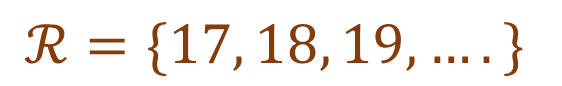 ℛ = {17, 18, 19, ... .}